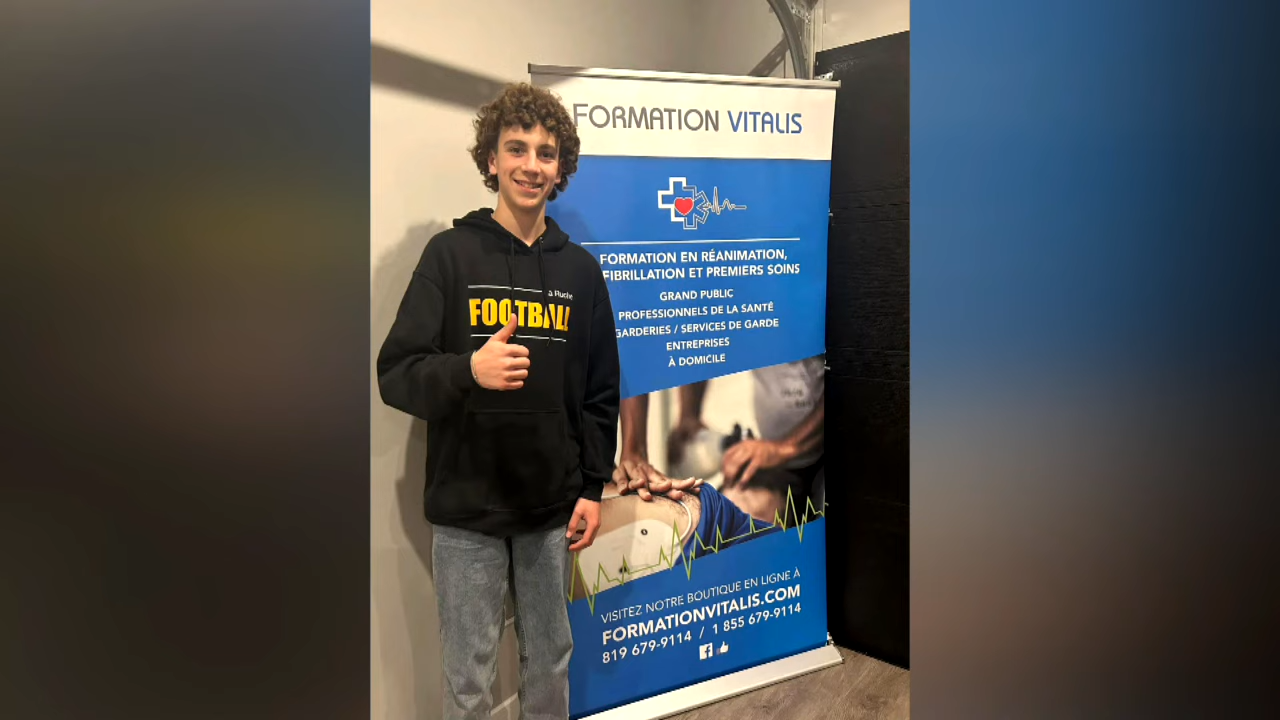 FORMATION VITALIS
FORMATION EN RÉANIMATION,
FIBRILLATION ET PREMIERS SOINS
GRAND PUBLIC
PROFESSIONNELS DE LA SANTÉ
GARDERIES / SERVICES DE GARDE
ENTREPRISES
À DOMICILE
à Ruche
FOOTBALL
VISITEZ NOTRE BOUTIQUE EN LIGNE À
FORMATIONVITALIS.COM
819 679-9114 / 1 855 679-9114